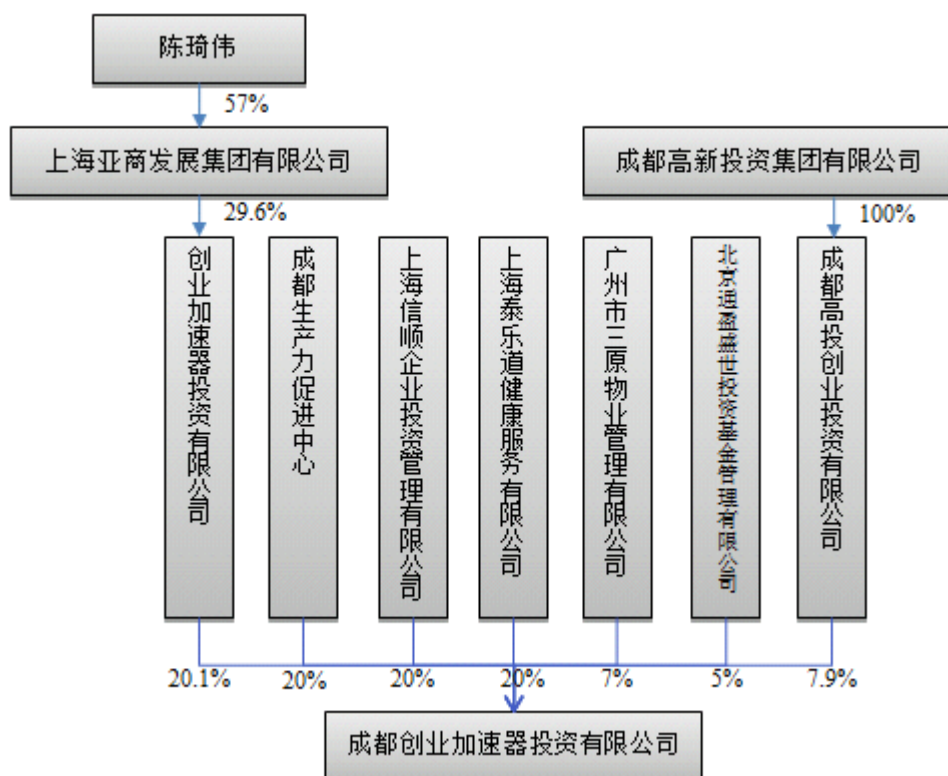 陈琦伟
57%
上海亚商发展集团有限公司
成都高新投资集团有限公司
29.6%
100%
创业加速器投资有限公司
成都生产力促进中心
上海信顺企业投资管理有限公司
上海泰乐道健康服务有限公司
广州市三原物业管理有限公司
北京通盈盛世投资基金管理有限公司
成都高投创业投资有限公司
20.1%
20%
20%
20%
7%
5%
7.9%
成都创业加速器投资有限公司